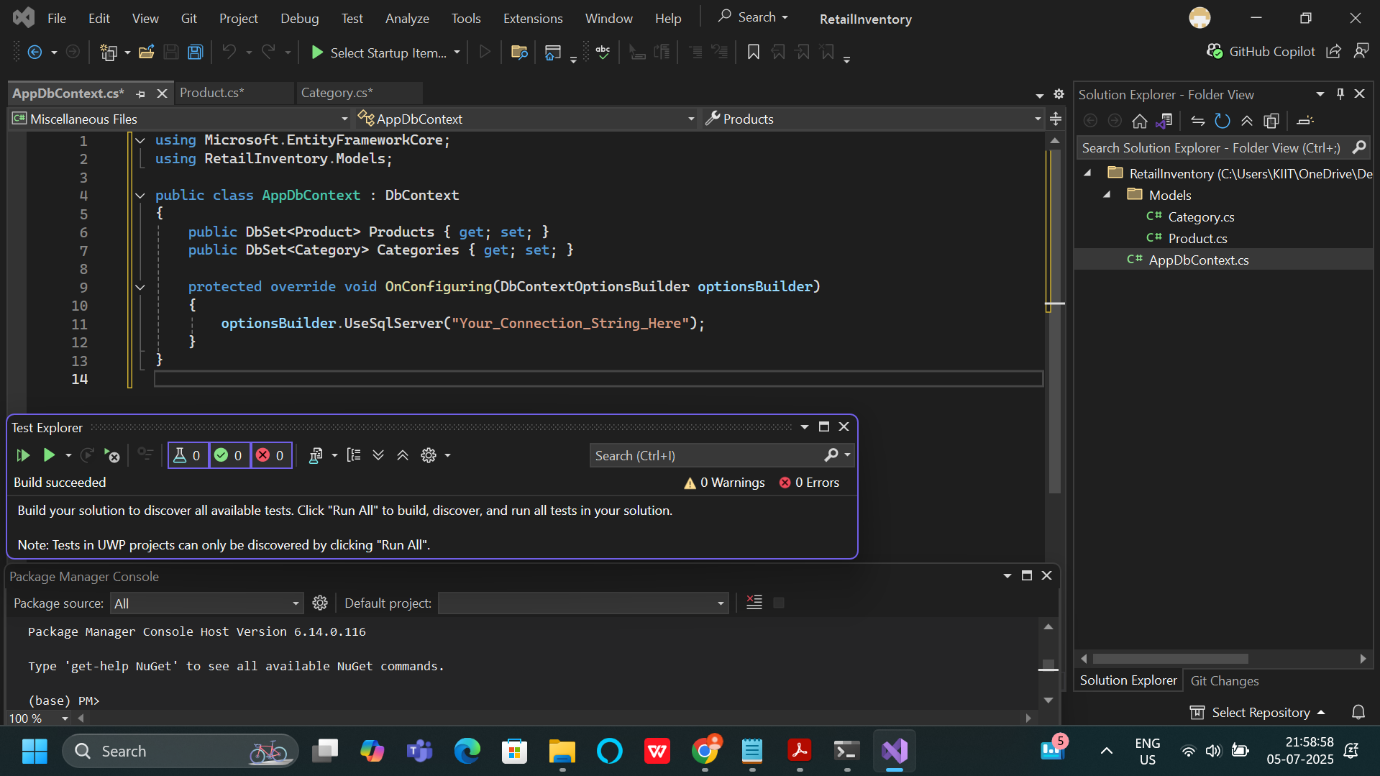 File Edit View Git Project Debug Test Analyze Tools Extensions Window Help Search RetailInventory
Select Startup Item... abc GitHub Copilot
AppDbContext.cs* Product.cs* Category.cs*
C# Miscellaneous Files AppDbContext Products
1 using Microsoft.EntityFrameworkCore;
2 using RetailInventory.Models;
3
4 public class AppDbContext : DbContext
5 {
6 public DbSet<Product> Products { get; set; }
7 public DbSet<Category> Categories { get; set; }
8
9 protected override void OnConfiguring(DbContextOptionsBuilder optionsBuilder)
10 {
11 optionsBuilder.UseSqlServer("Your_Connection_String_Here");
12 }
13 }
14
Test Explorer
0 0 0 Search (Ctrl+I)
Build succeeded 0 Warnings 0 Errors
Build your solution to discover all available tests. Click "Run All" to build, discover, and run all tests in your solution.
Note: Tests in UWP projects can only be discovered by clicking "Run All".
Package Manager Console
Package source: All Default project:
Package Manager Console Host Version 6.14.0.116
Type 'get-help NuGet' to see all available NuGet commands.
(base) PM>
100 %
Solution Explorer - Folder View
Search Solution Explorer - Folder View (Ctrl+;)
RetailInventory (C:\Users\KIIT\OneDrive\De
Models
C# Category.cs
C# Product.cs
C# AppDbContext.cs
Solution Explorer Git Changes
Select Repository
Search
W
5
ENG
US
21:58:58
05-07-2025